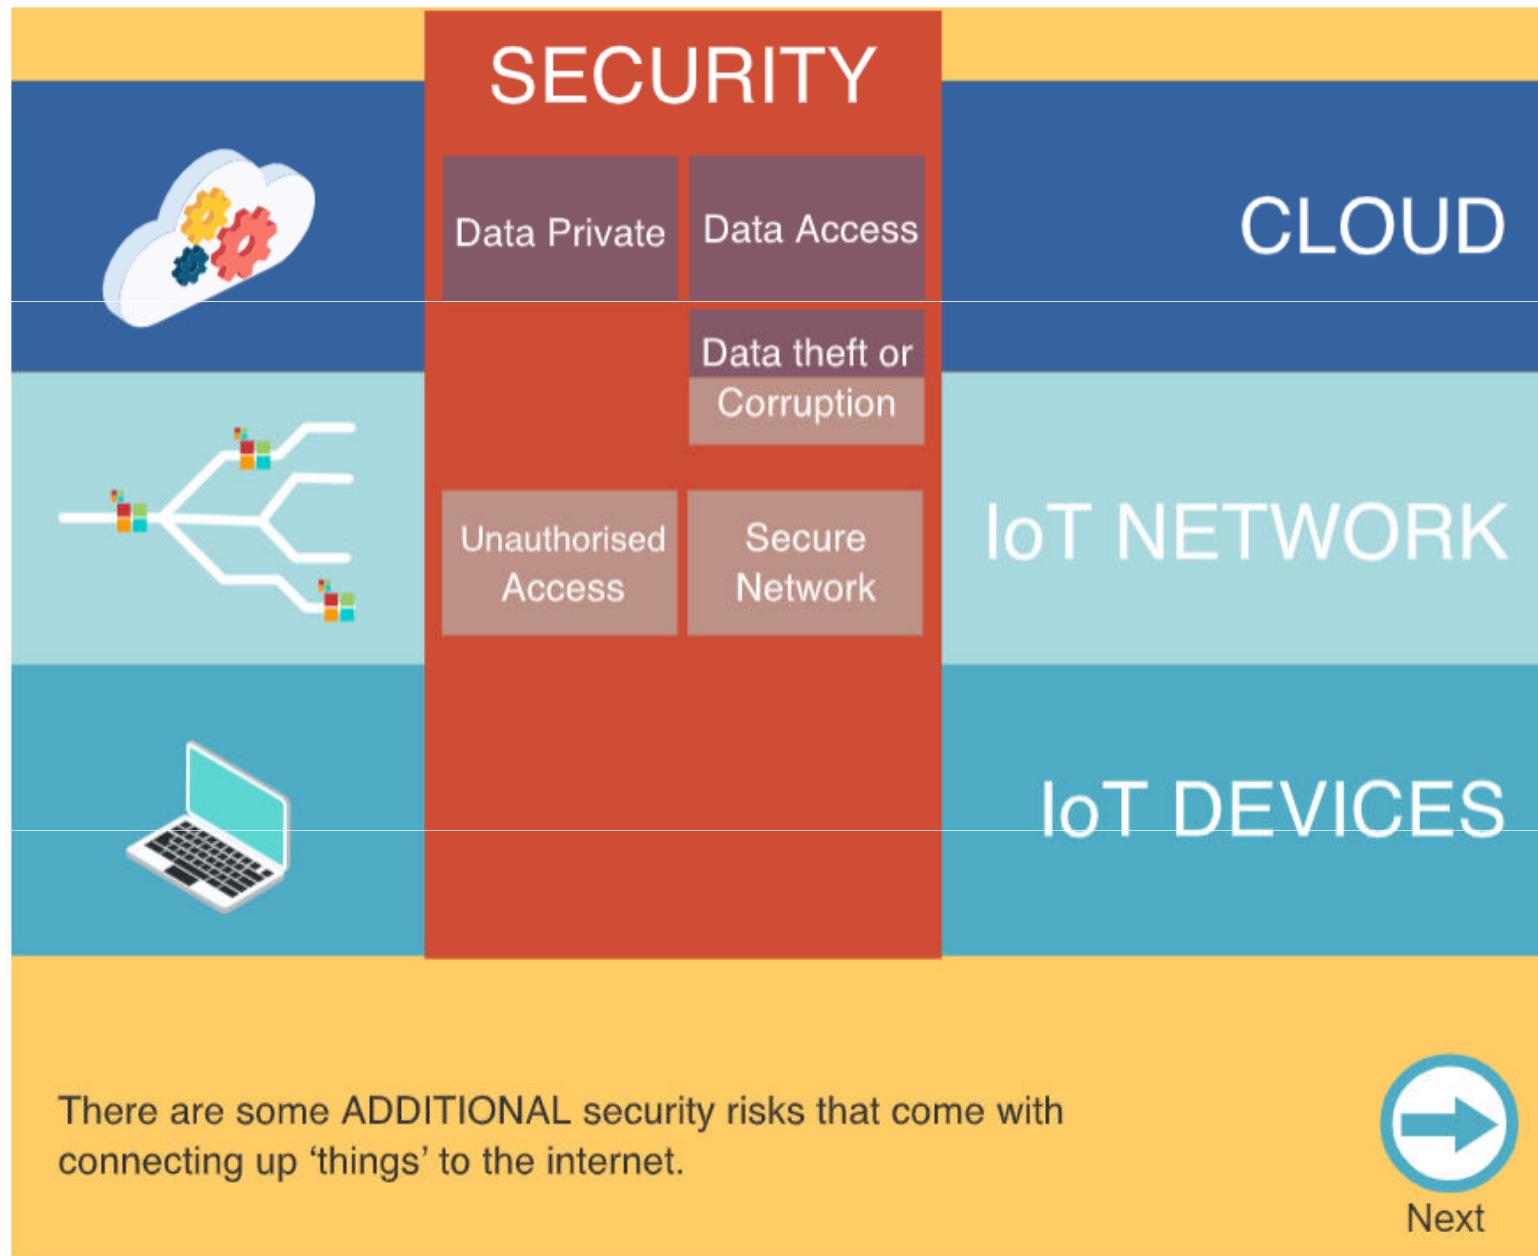 SECURITY
Data Private
Data Access
CLOUD
Data theft or
Corruption
Unauthorised
Access
Secure
Network
IoT NETWORK
IoT DEVICES
There are some ADDITIONAL security risks that come with
connecting up ‘things’ to the internet.
Next